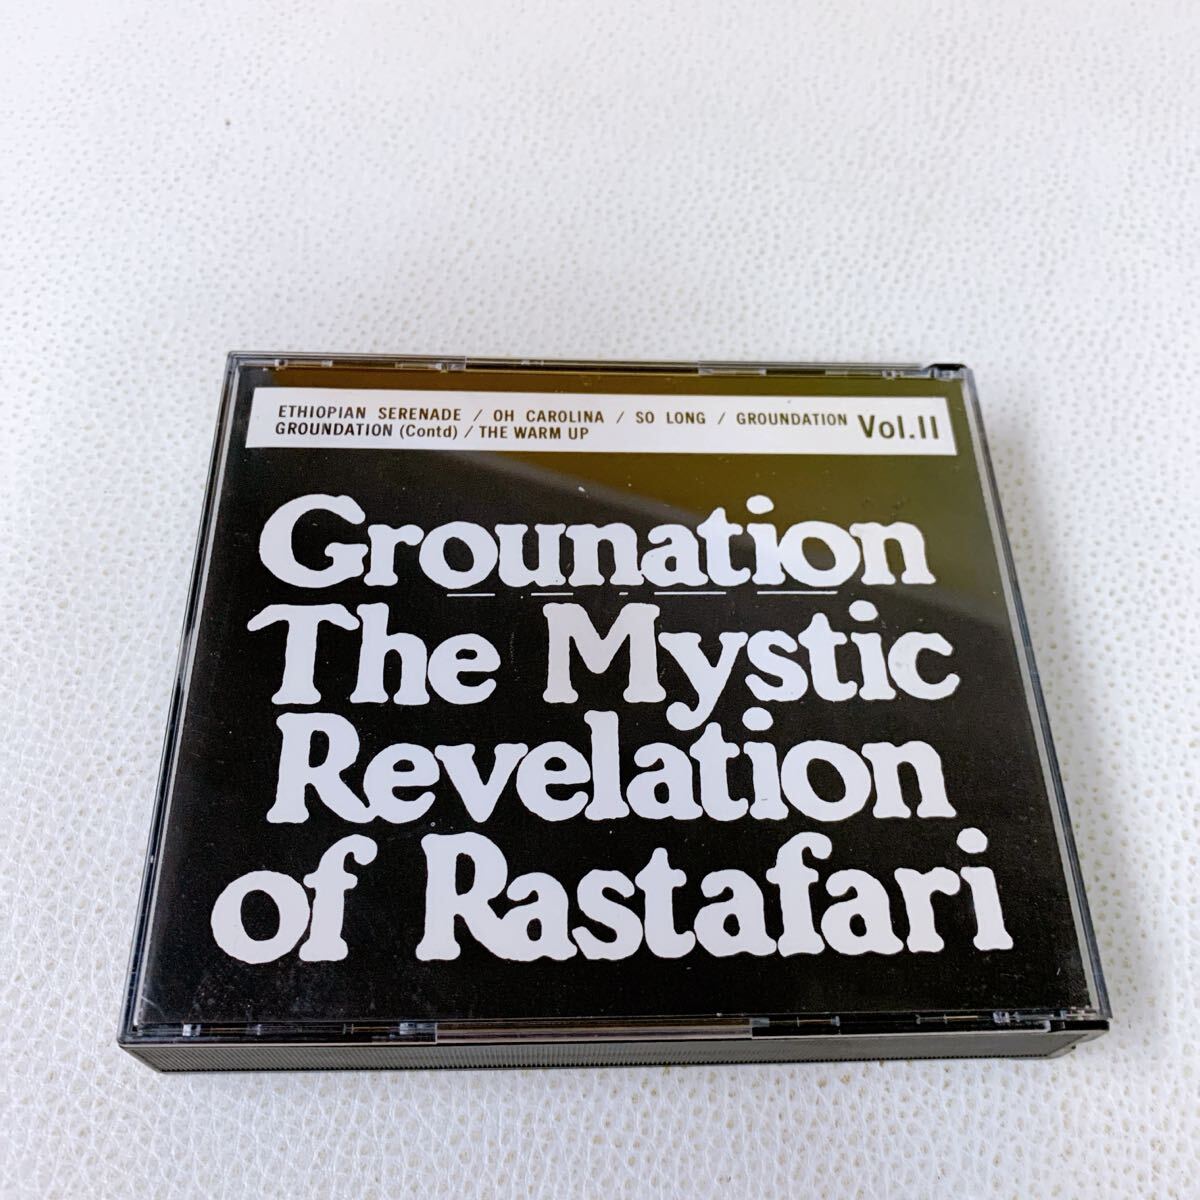 ETHIOPIAN SERENADE / OH CAROLINA / SO LONG / GROUNDATION
GROUNDATION (Contd) / THE WARM UP
Vol.II
Grounation
The Mystic
Revelation
of Rastafari